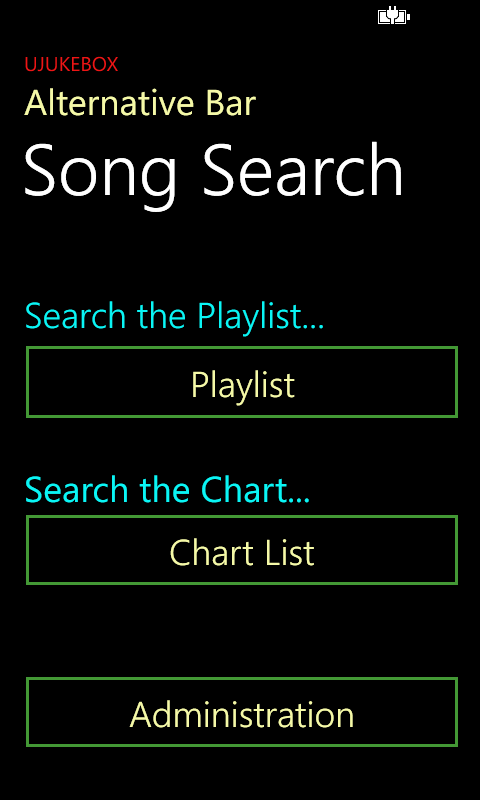 UJUKEBOX
Alternative Bar
Song Search
Search the Playlist...
Playlist
Search the Chart...
Chart List
Administration